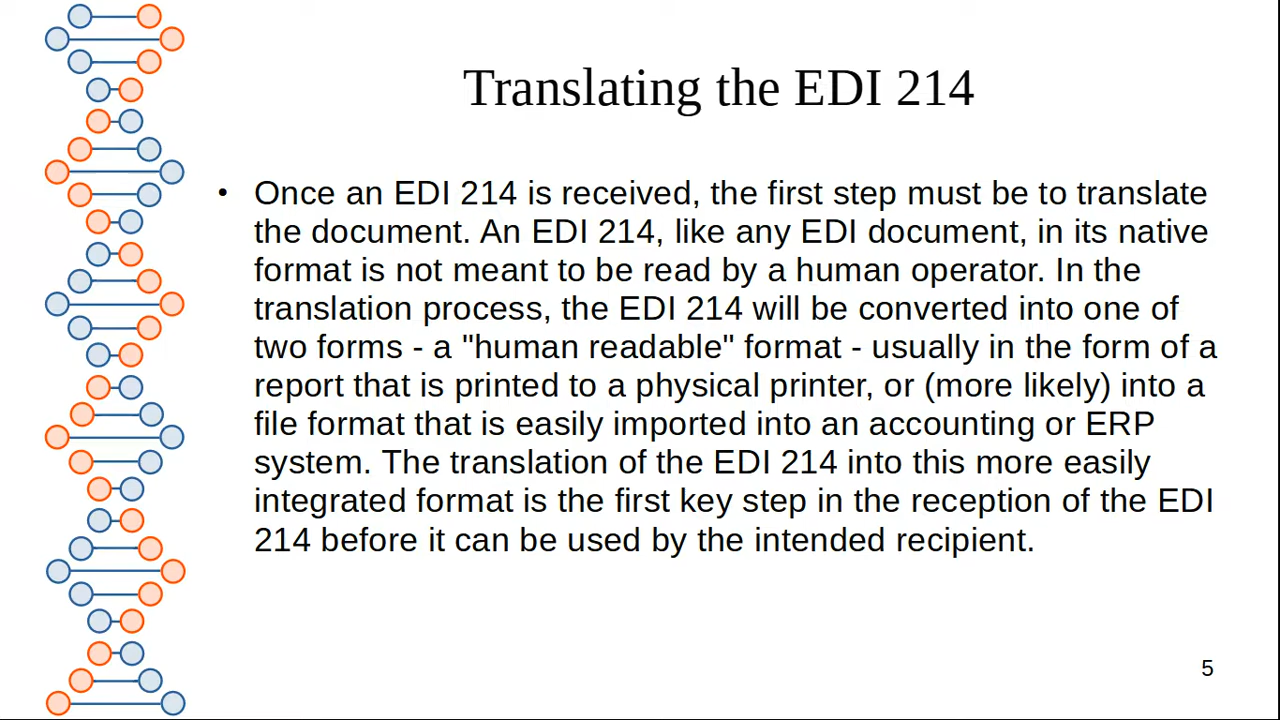 Translating the EDI 214
• Once an EDI 214 is received, the first step must be to translate
the document. An EDI 214, like any EDI document, in its native
format is not meant to be read by a human operator. In the
translation process, the EDI 214 will be converted into one of
two forms - a "human readable" format - usually in the form of a
report that is printed to a physical printer, or (more likely) into a
file format that is easily imported into an accounting or ERP
system. The translation of the EDI 214 into this more easily
integrated format is the first key step in the reception of the EDI
214 before it can be used by the intended recipient.
5